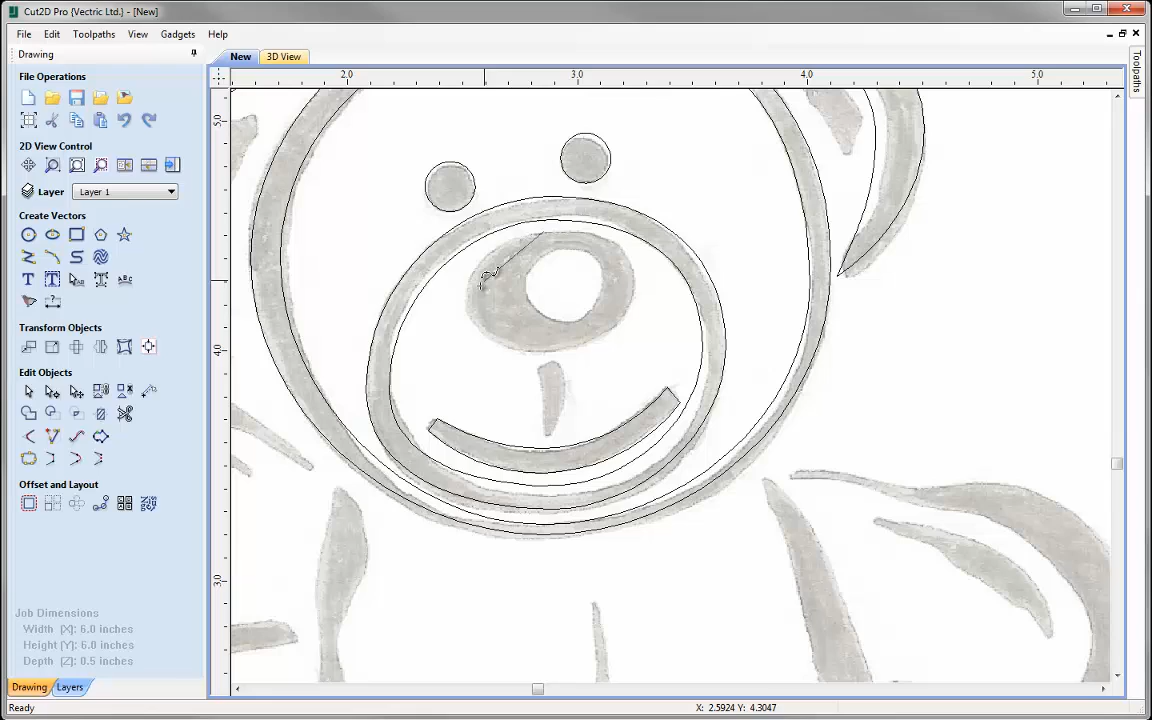 Cut2D Pro {Vectric Ltd.} - [New]
File Edit Toolpaths View Gadgets Help
Drawing
New 3D View
Toolpaths
2.0 3.0 4.0 5.0
5.0
4.0
3.0
File Operations
2D View Control
Layer Layer 1
Create Vectors
Transform Objects
Edit Objects
Offset and Layout
Job Dimensions
Width [X]: 6.0 inches
Height [Y]: 6.0 inches
Depth [Z]: 0.5 inches
Drawing Layers
Ready
X: 2.5924 Y: 4.3047